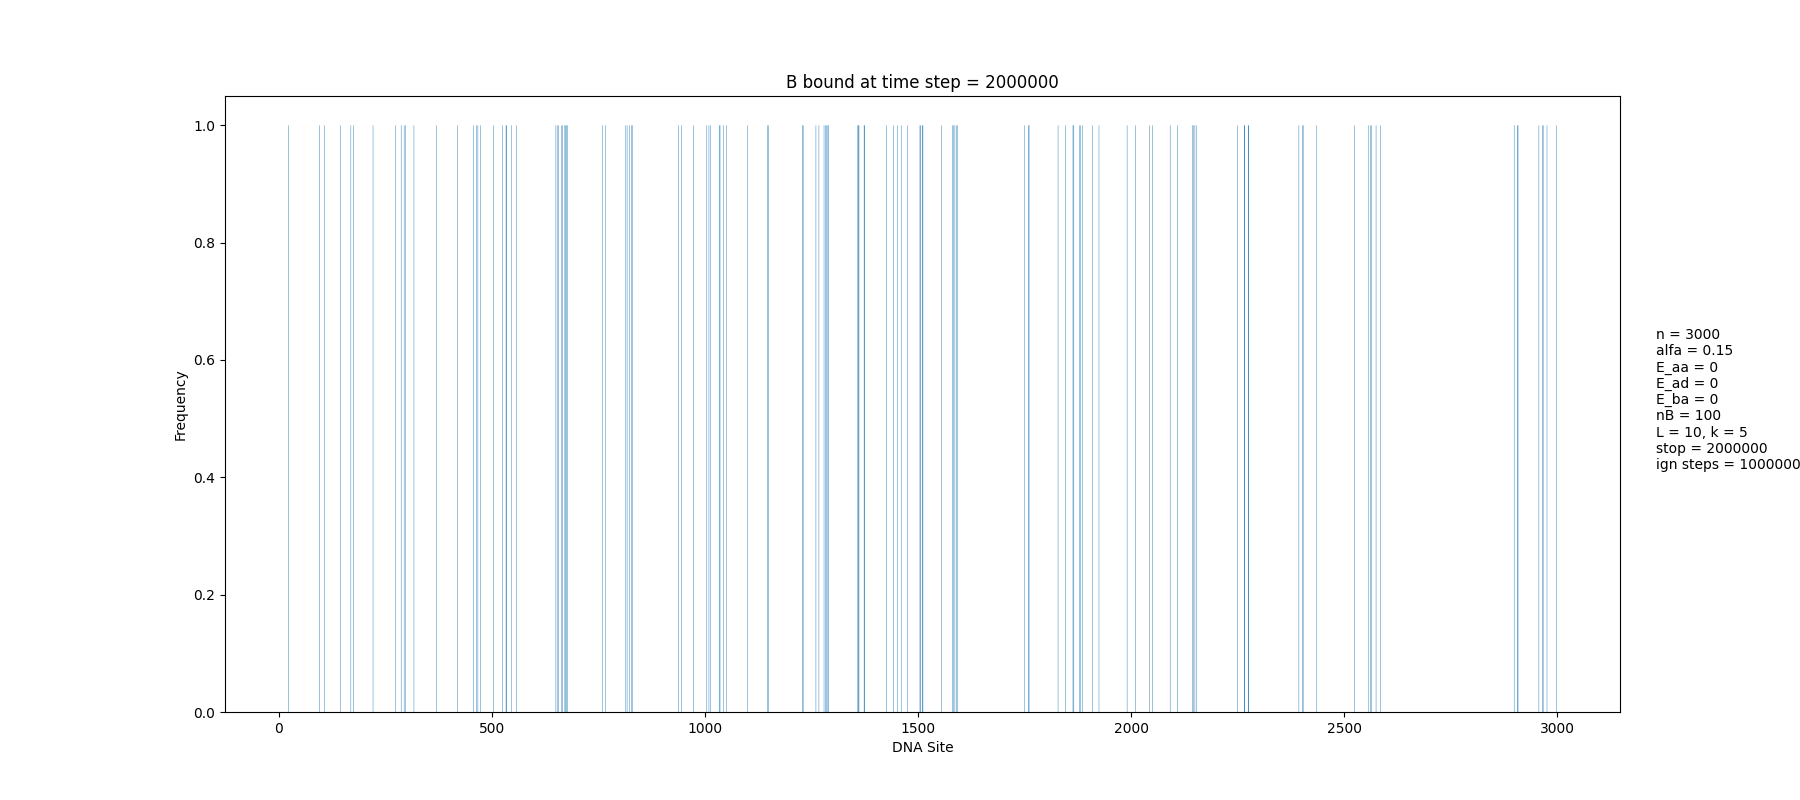 B bound at time step = 2000000
1.0
0.8
0.6
0.4
0.2
0.0
Frequency
0 500 1000 1500 2000 2500 3000
DNA Site
n = 3000
alfa = 0.15
E_aa = 0
E_ad = 0
E_ba = 0
nB = 100
L = 10, k = 5
stop = 2000000
ign steps = 1000000